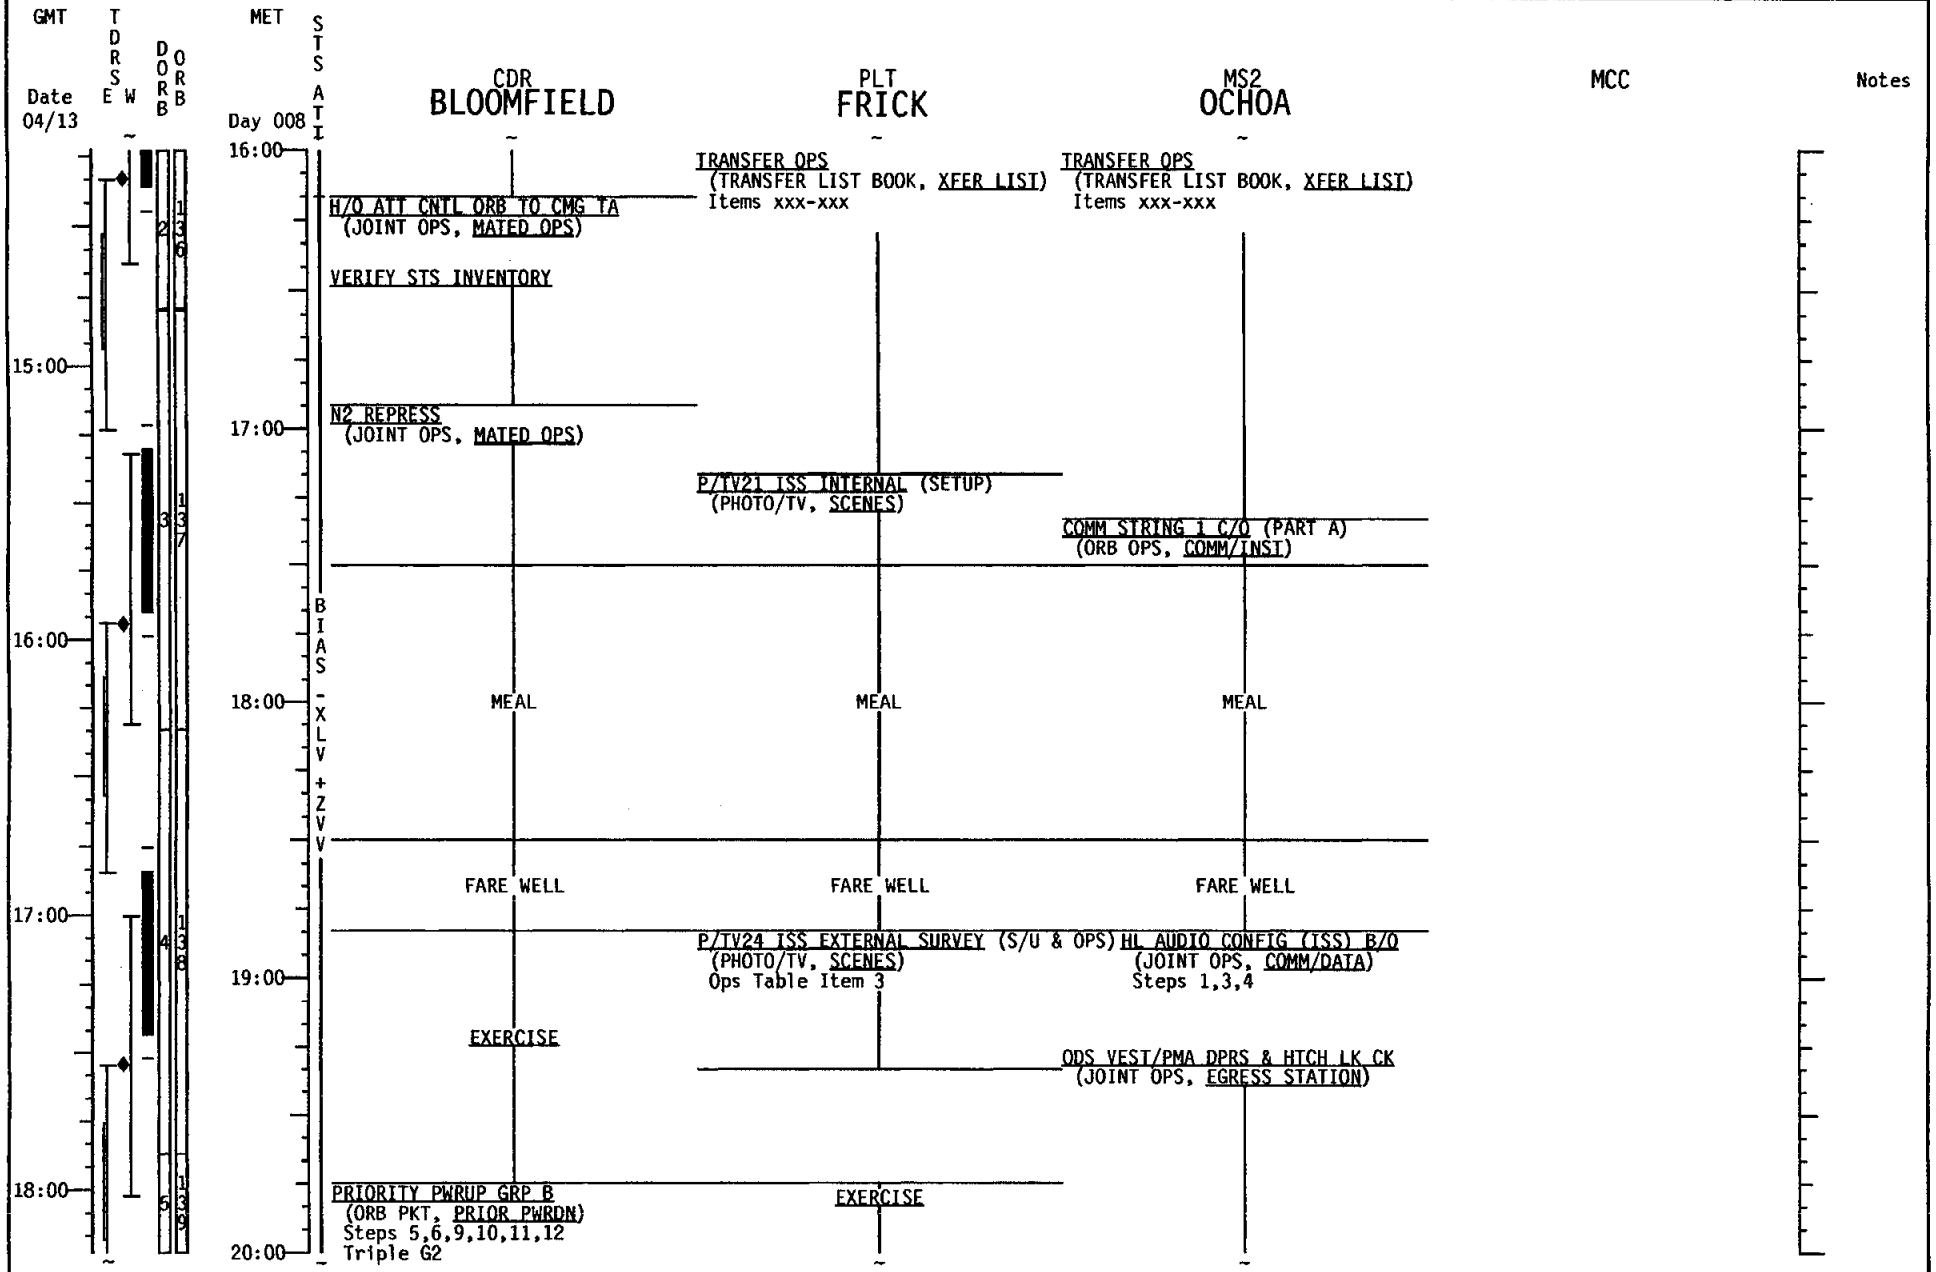 GMT
TDRS
E W
DORB
ORB
MET
STS ATT
Date
04/13
Day 008
CDR
BLOOMFIELD
PLT
FRICK
MS2
OCHOA
MCC
Notes
~ ~ ~ ~ ~
16:00
TRANSFER OPS
(TRANSFER LIST BOOK, XFER LIST)
Items xxx-xxx
TRANSFER OPS
(TRANSFER LIST BOOK, XFER LIST)
Items xxx-xxx
H/O ATT CNTL ORB TO CMG TA
(JOINT OPS, MATED OPS)
2
136
VERIFY STS INVENTORY
15:00
N2 REPRESS
(JOINT OPS, MATED OPS)
17:00
P/TV21 ISS INTERNAL (SETUP)
(PHOTO/TV, SCENES)
3
137
COMM STRING 1 C/O (PART A)
(ORB OPS, COMM/INST)
BIAS -XLV +ZVV
16:00
18:00
MEAL
MEAL
MEAL
FARE WELL
FARE WELL
FARE WELL
17:00
4
138
P/TV24 ISS EXTERNAL SURVEY (S/U & OPS)
(PHOTO/TV, SCENES)
Ops Table Item 3
HL AUDIO CONFIG (ISS) B/O
(JOINT OPS, COMM/DATA)
Steps 1,3,4
19:00
EXERCISE
ODS VEST/PMA DPRS & HTCH LK CK
(JOINT OPS, EGRESS STATION)
18:00
5
139
PRIORITY PWRUP GRP B
(ORB PKT, PRIOR PWRDN)
Steps 5,6,9,10,11,12
Triple G2
EXERCISE
20:00
~ ~ ~ ~